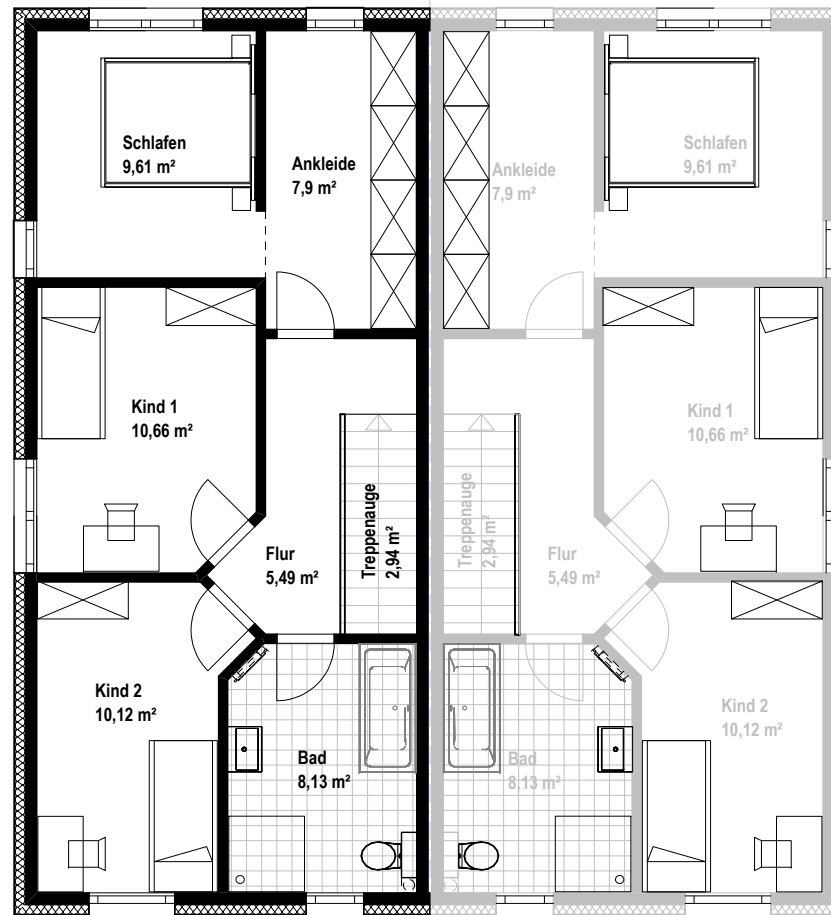 Schlafen
9,61 m²
Ankleide
7,9 m²
Kind 1
10,66 m²
Flur
5,49 m²
Treppenauge
2,94 m²
Kind 2
10,12 m²
Bad
8,13 m²
Schlafen
9,61 m²
Ankleide
7,9 m²
Kind 1
10,66 m²
Treppenauge
2,94 m²
Flur
5,49 m²
Kind 2
10,12 m²
Bad
8,13 m²